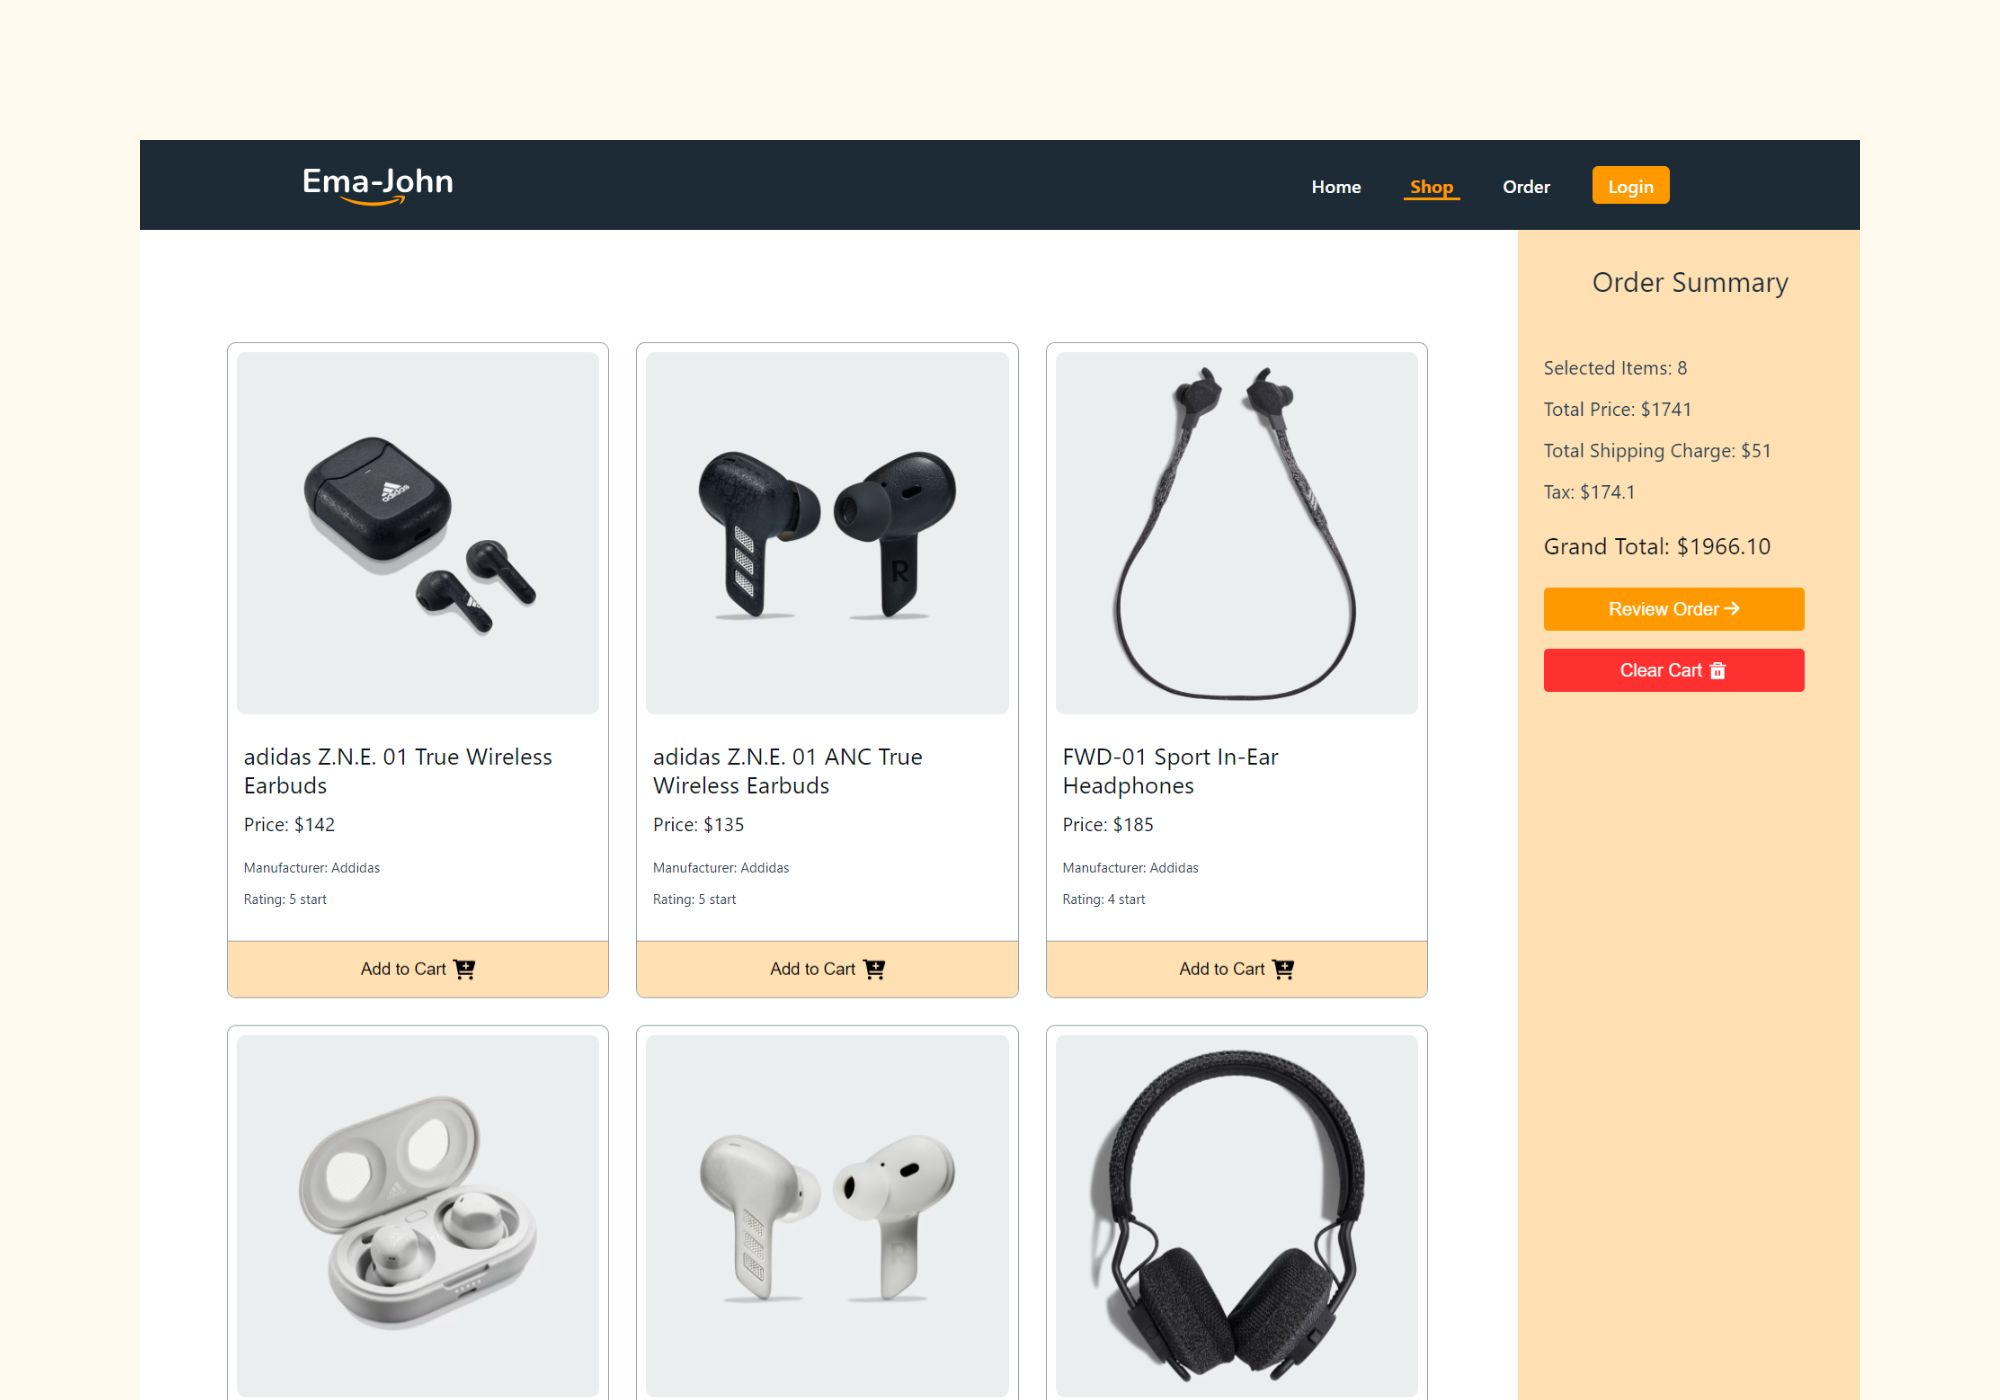 Ema-John
Home
Shop
Order
Login
Order Summary
Selected Items: 8
Total Price: $1741
Total Shipping Charge: $51
Tax: $174.1
Grand Total: $1966.10
Review Order
Clear Cart
adidas
R
adidas Z.N.E. 01 True Wireless
Earbuds
Price: $142
Manufacturer: Addidas
Rating: 5 start
Add to Cart
adidas Z.N.E. 01 ANC True
Wireless Earbuds
Price: $135
Manufacturer: Addidas
Rating: 5 start
Add to Cart
FWD-01 Sport In-Ear
Headphones
Price: $185
Manufacturer: Addidas
Rating: 4 start
Add to Cart
R